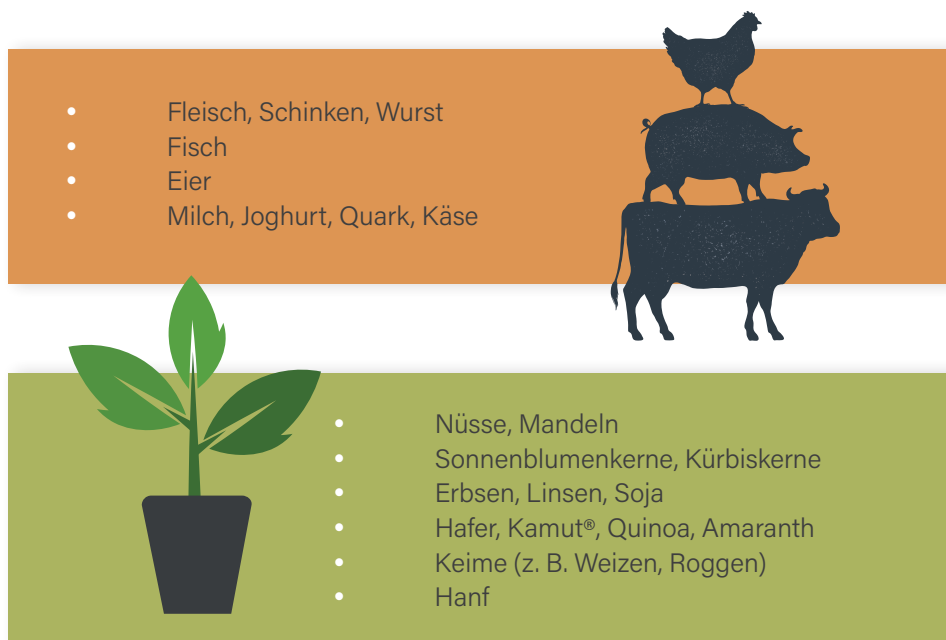 • Fleisch, Schinken, Wurst
• Fisch
• Eier
• Milch, Joghurt, Quark, Käse
• Nüsse, Mandeln
• Sonnenblumenkerne, Kürbiskerne
• Erbsen, Linsen, Soja
• Hafer, Kamut®, Quinoa, Amaranth
• Keime (z. B. Weizen, Roggen)
• Hanf